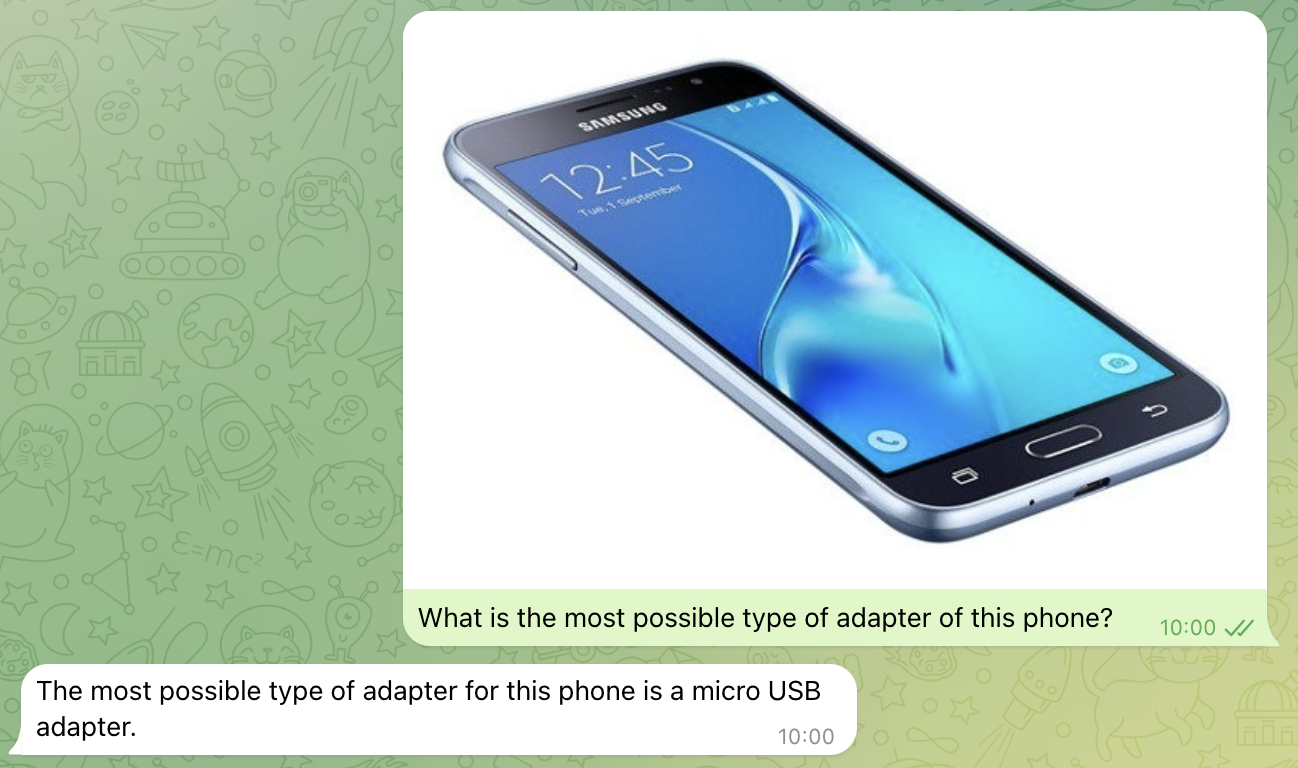 SAMSUNG
12:45
Tue, 1 September
What is the most possible type of adapter of this phone?
10:00
The most possible type of adapter for this phone is a micro USB
adapter.
10:00
E=mc²